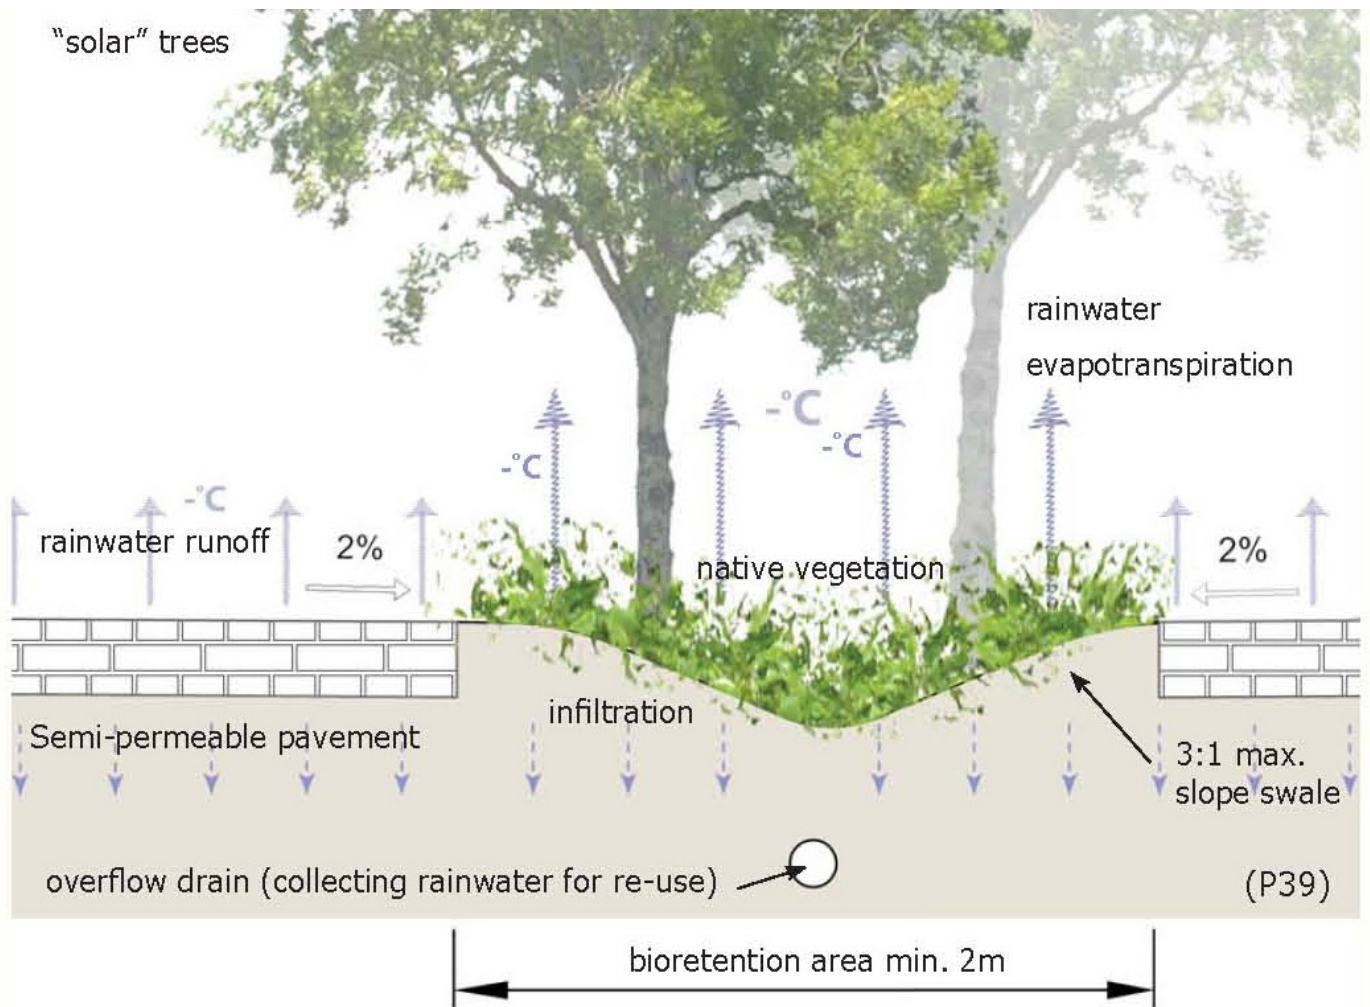 “solar” trees
rainwater
evapotranspiration
-°C
-°C
-°C
-°C
rainwater runoff
2%
native vegetation
2%
infiltration
Semi-permeable pavement
3:1 max.
slope swale
overflow drain (collecting rainwater for re-use)
(P39)
bioretention area min. 2m